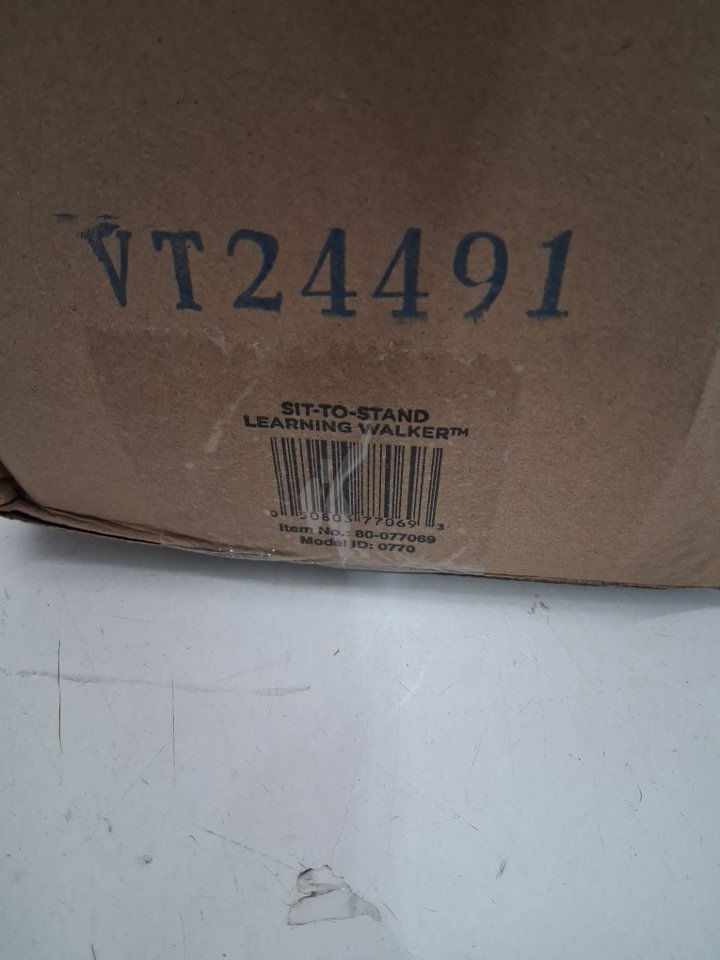 VT24491
SIT-TO-STAND
LEARNING WALKER™
0 50803 77069 3
Item No.: 80-077069
Model ID: 0770